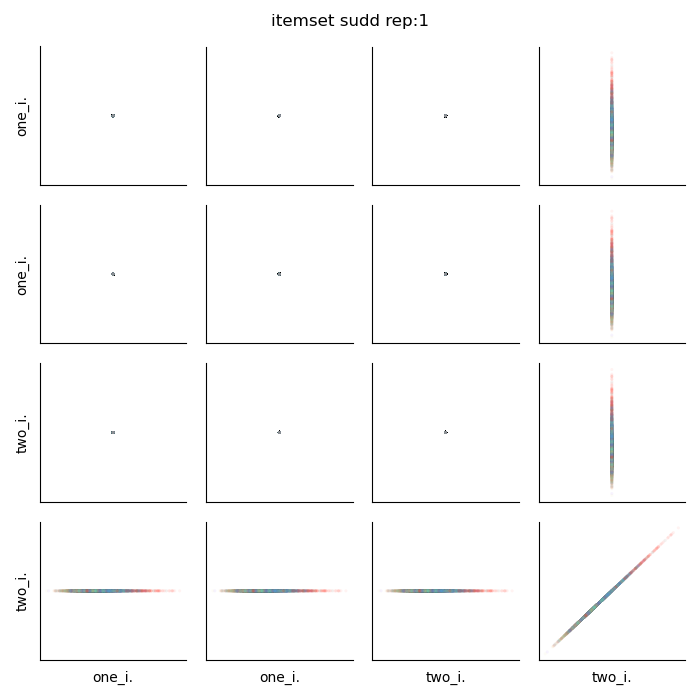 itemset sudd rep:1
one_i.
one_i.
two_i.
two_i.
one_i. one_i. two_i. two_i.